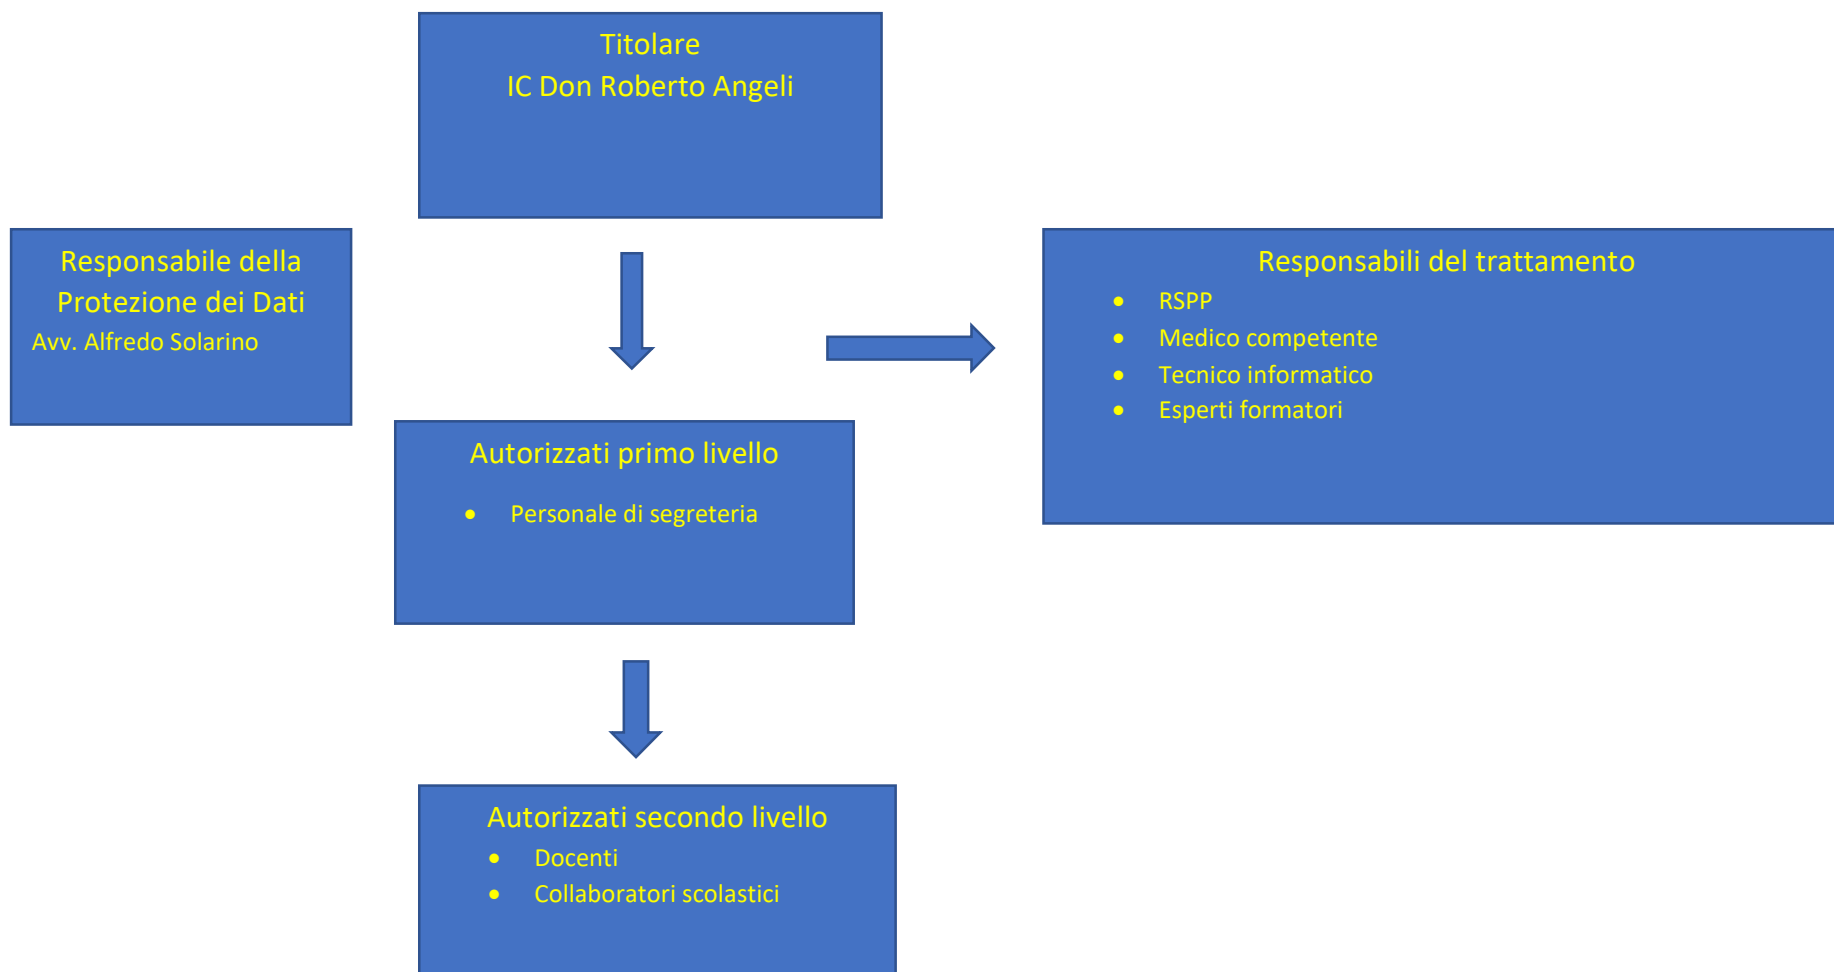 Titolare
IC Don Roberto Angeli
Responsabile della
Protezione dei Dati
Avv. Alfredo Solarino
Responsabili del trattamento
• RSPP
• Medico competente
• Tecnico informatico
• Esperti formatori
Autorizzati primo livello
• Personale di segreteria
Autorizzati secondo livello
• Docenti
• Collaboratori scolastici